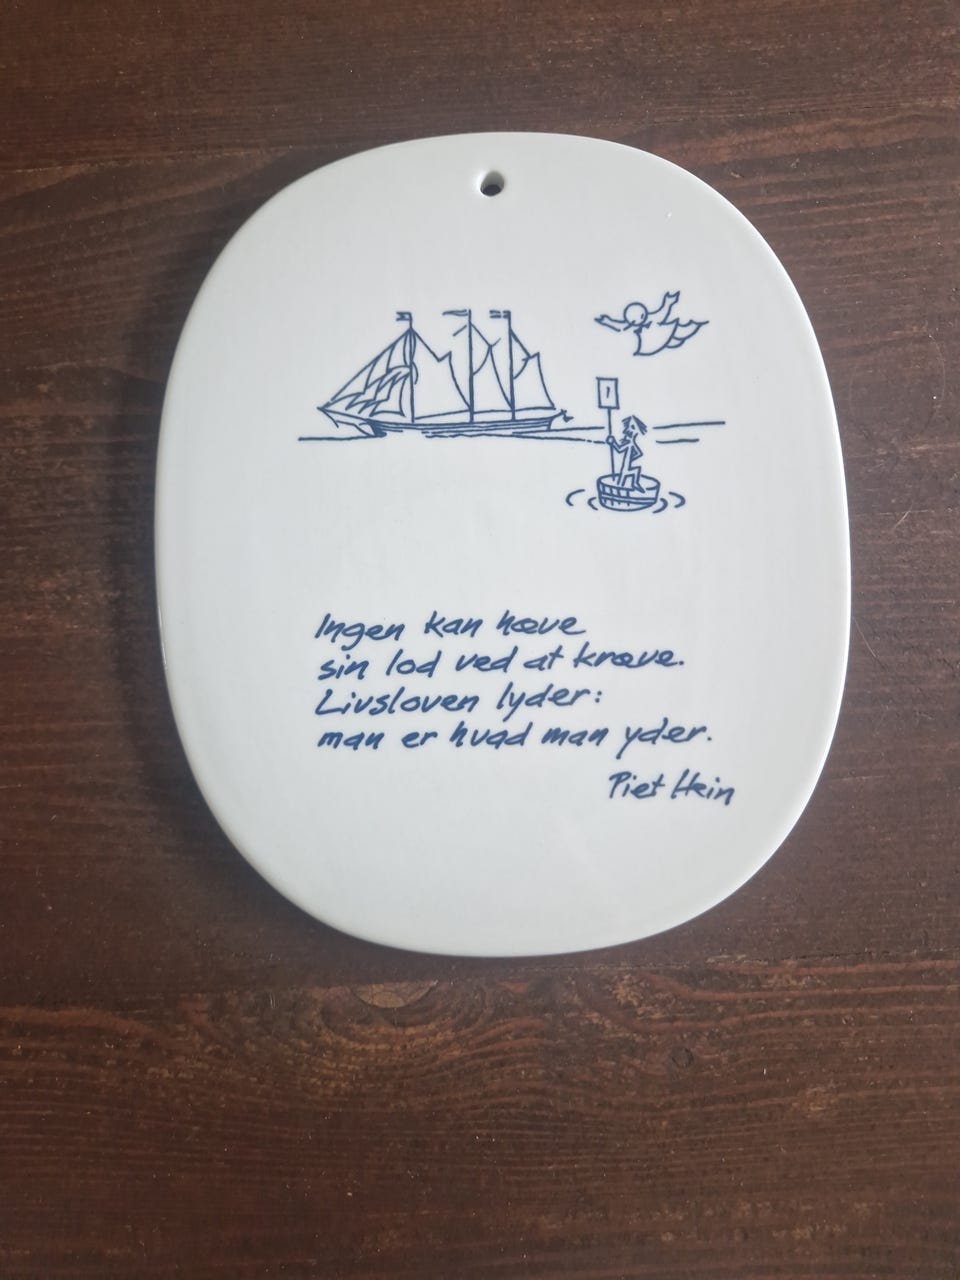 Ingen kan hæve
sin lod ved at kræve.
Livsloven lyder:
man er hvad man yder.
Piet Hein